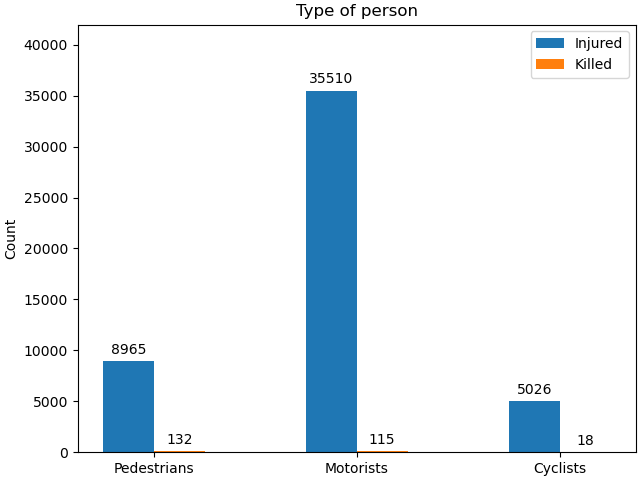 Type of person
Injured
Killed
Count
40000
35000
30000
25000
20000
15000
10000
5000
0
8965
132
35510
115
5026
18
Pedestrians
Motorists
Cyclists